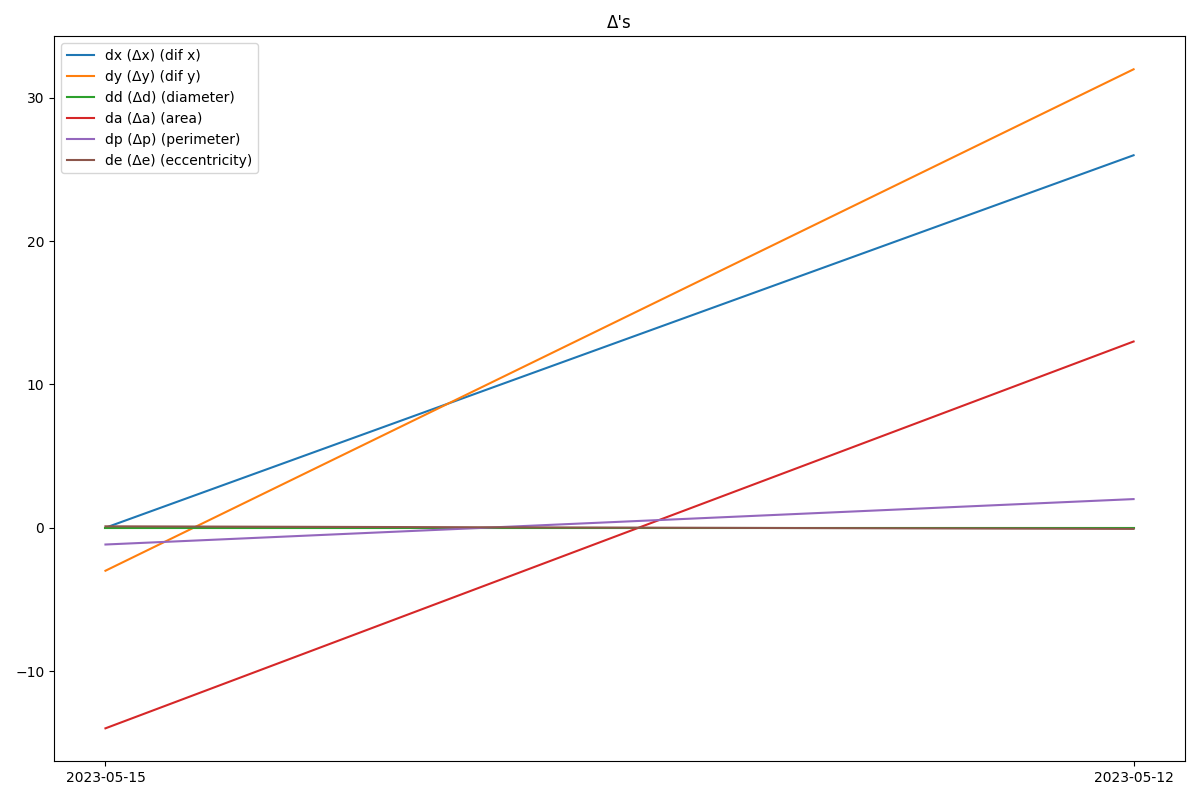 Δ's
dx (Δx) (dif x)
dy (Δy) (dif y)
dd (Δd) (diameter)
da (Δa) (area)
dp (Δp) (perimeter)
de (Δe) (eccentricity)
30
20
10
0
−10
2023-05-15
2023-05-12